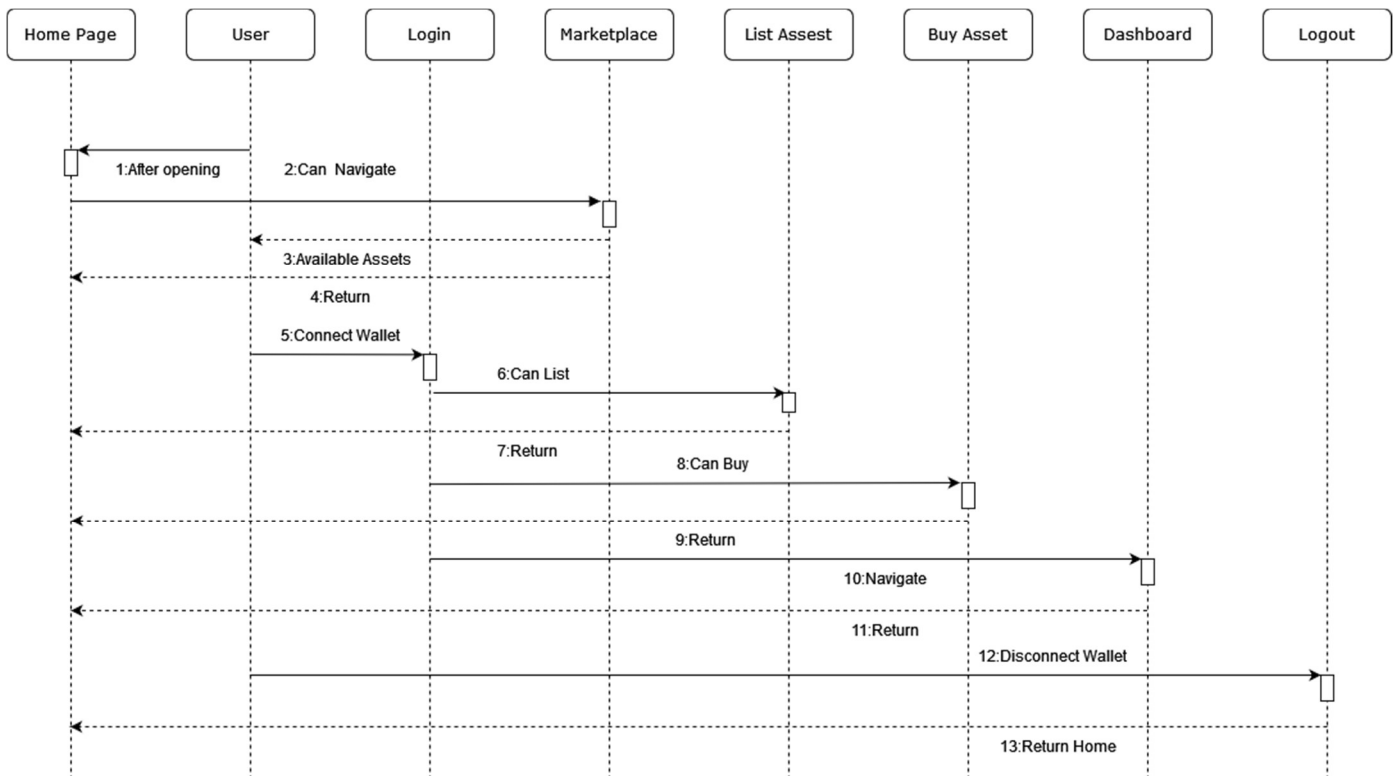 Home Page
User
Login
Marketplace
List Assest
Buy Asset
Dashboard
Logout
1:After opening
2:Can  Navigate
3:Available Assets
4:Return
5:Connect Wallet
6:Can List
7:Return
8:Can Buy
9:Return
10:Navigate
11:Return
12:Disconnect Wallet
13:Return Home